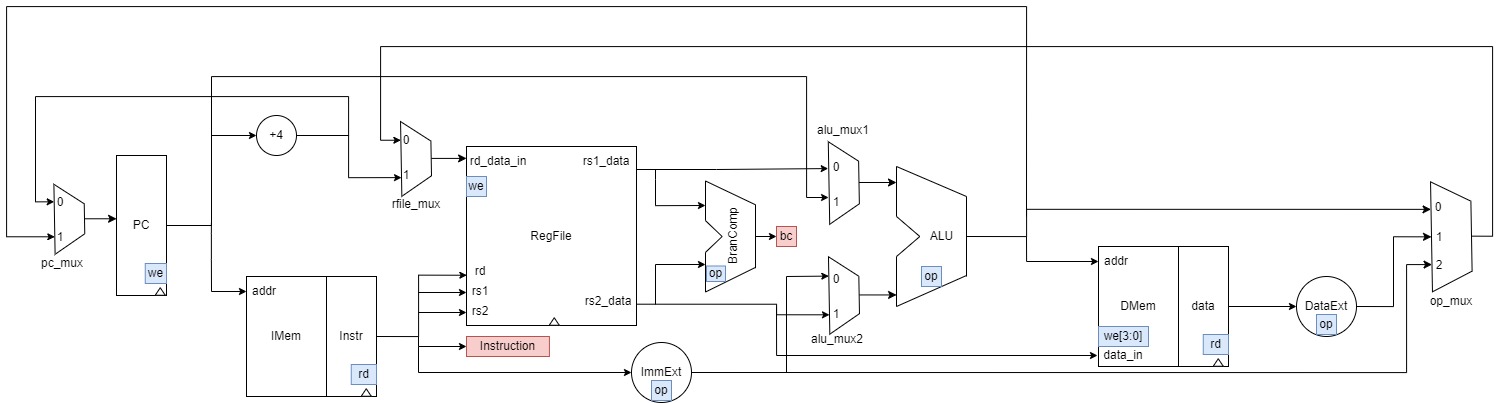 pc_mux
0
1
PC
we
+4
addr
IMem
Instr
rd
rfile_mux
0
1
rd_data_in
rs1_data
we
RegFile
rd
rs1
rs2
rs2_data
Instruction
ImmExt
op
BranComp
op
bc
alu_mux1
0
1
alu_mux2
0
1
ALU
op
addr
DMem
data
we[3:0]
data_in
rd
DataExt
op
0
1
2
op_mux